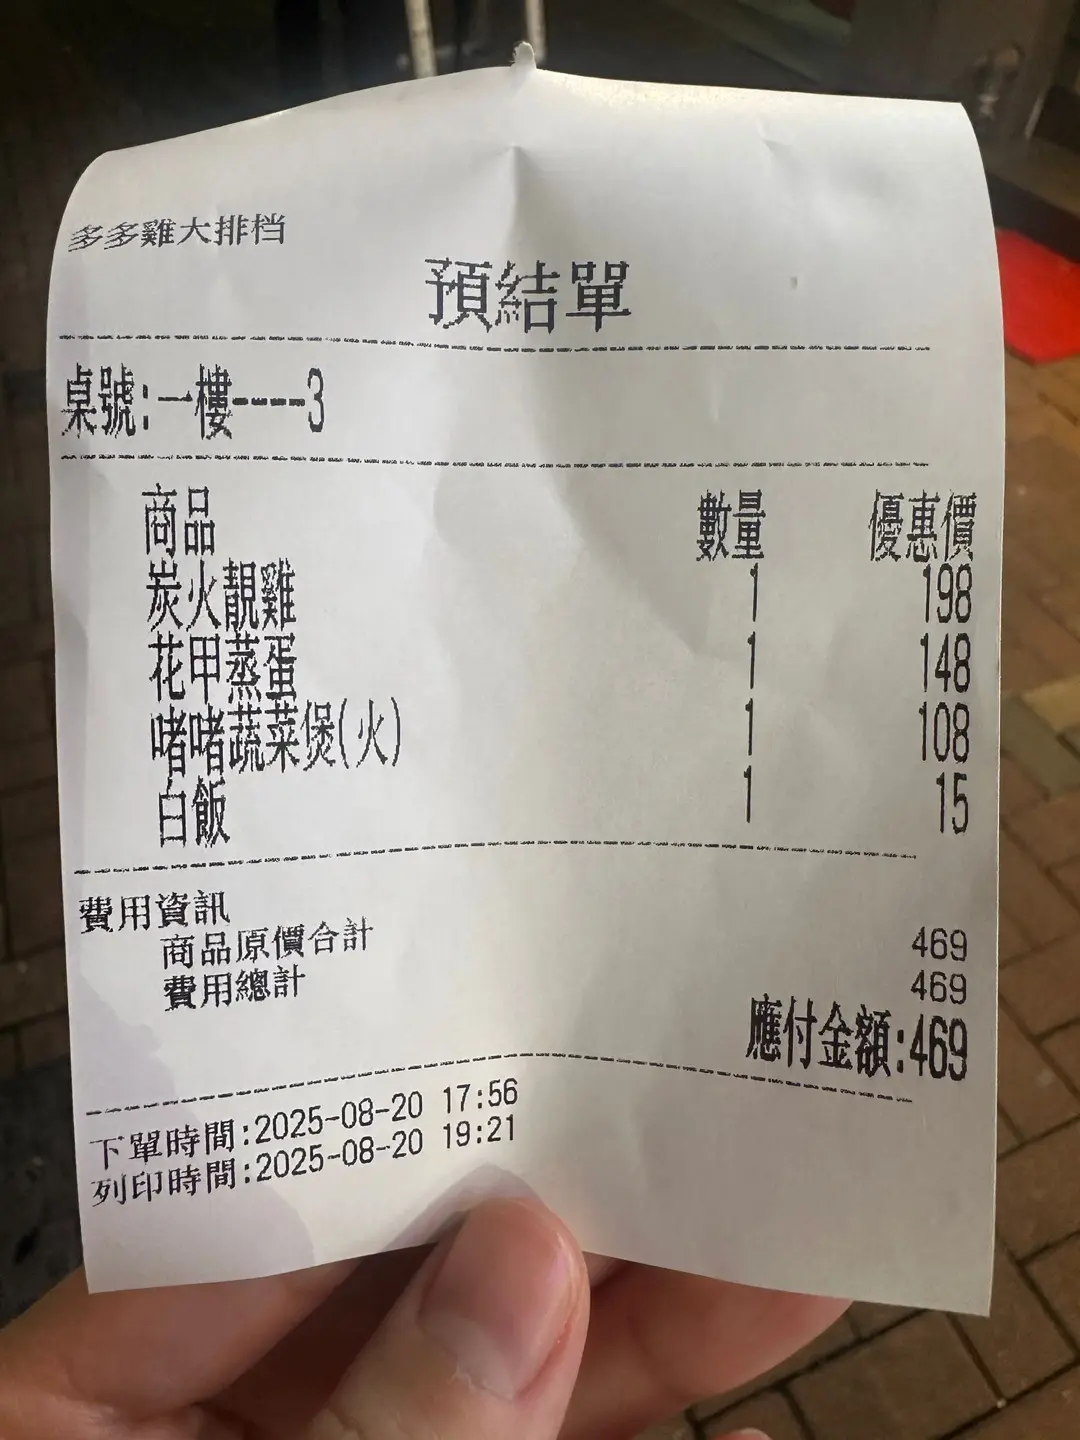 多多雞大排档
預結單
桌號:一樓----3
商品 數量 優惠價
炭火靚雞 1 198
花甲蒸蛋 1 148
啫啫蔬菜煲(火) 1 108
白飯 1 15
費用資訊
商品原價合計 469
費用總計 469
應付金額:469
下單時間:2025-08-20 17:56
列印時間:2025-08-20 19:21